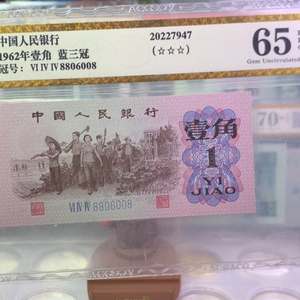 中国人民银行
1962年壹角 蓝三冠
冠号: VI IV IV 8806008
20227947
(☆☆☆)
65
Gem Uncirculated
中国人民银行
壹角
1
YI
JIAO
VI IV IV 8806008
70